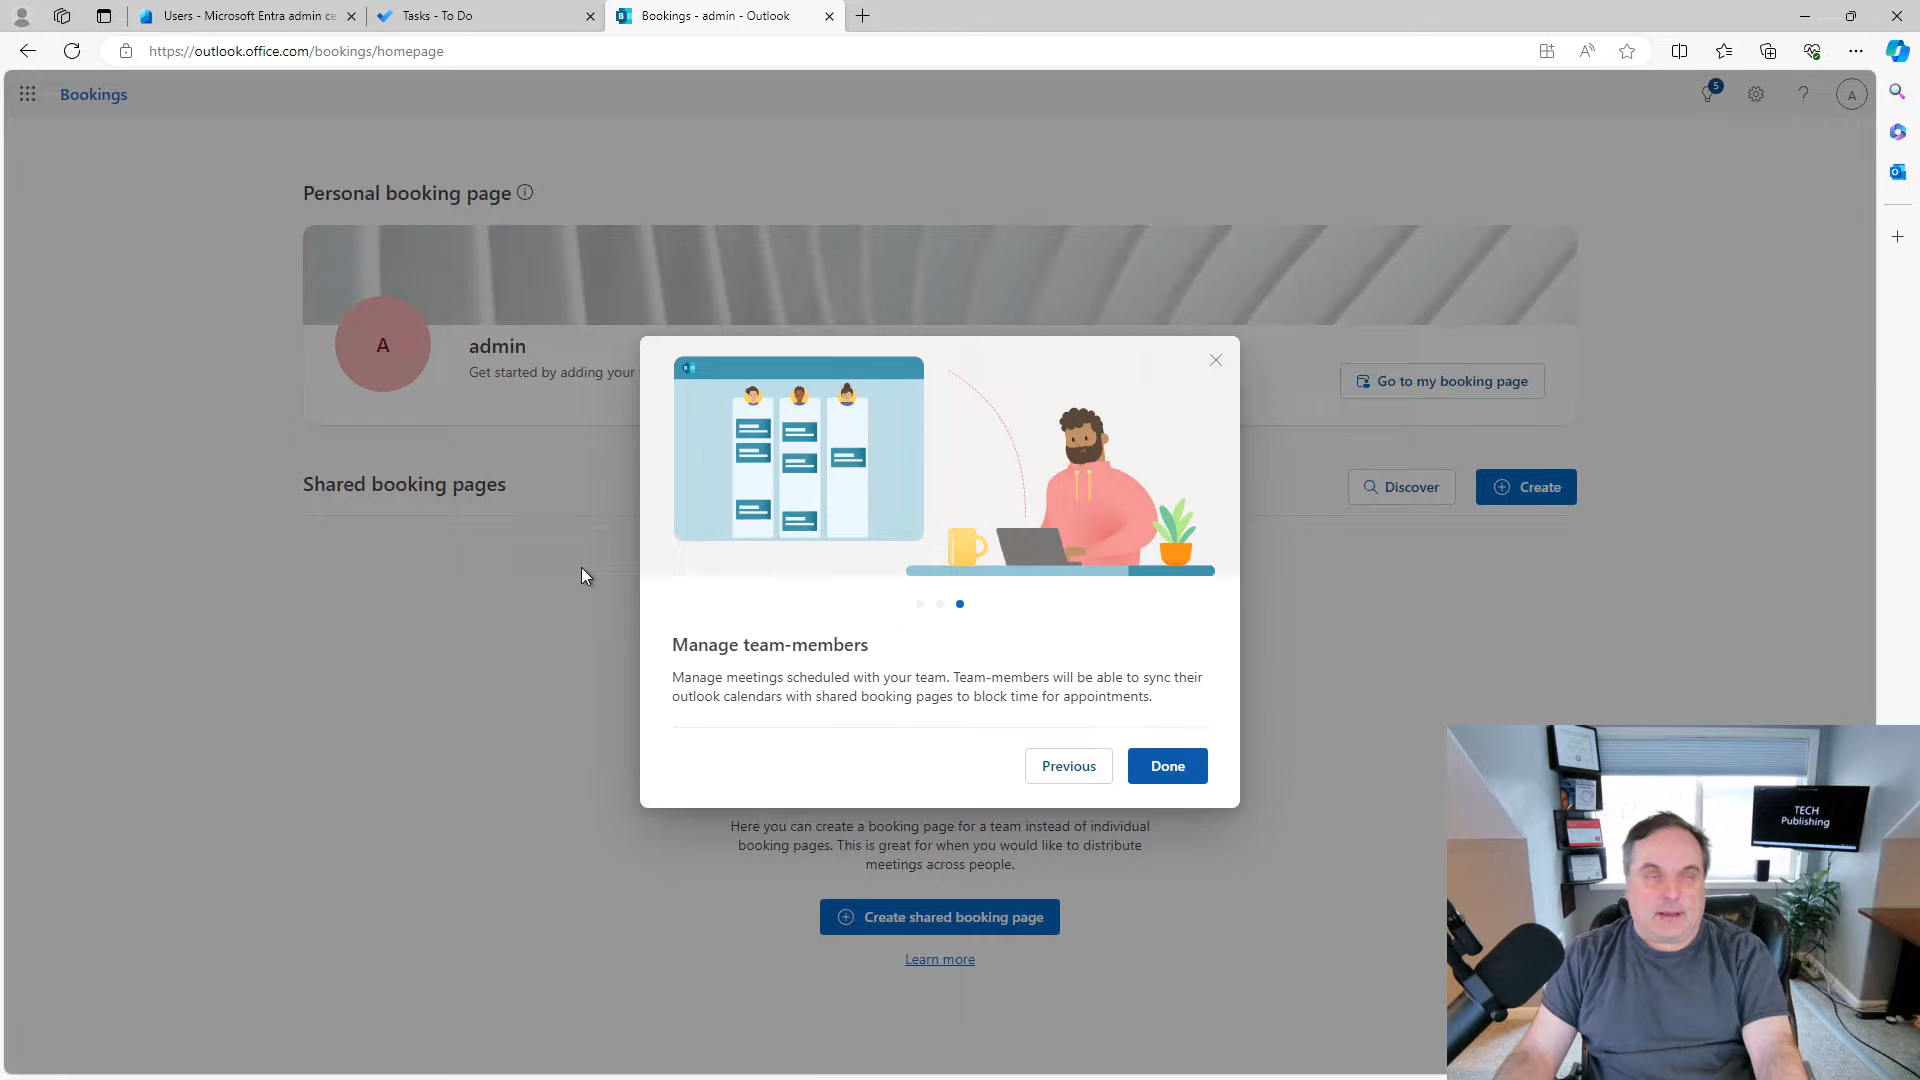 Users - Microsoft Entra admin ce
Tasks - To Do
Bookings - admin - Outlook
https://outlook.office.com/bookings/homepage
Bookings
5
A
Personal booking page
A
admin
Get started by adding your
Go to my booking page
Shared booking pages
Discover
Create
Manage team-members
Manage meetings scheduled with your team. Team-members will be able to sync their
outlook calendars with shared booking pages to block time for appointments.
Previous
Done
Here you can create a booking page for a team instead of individual
booking pages. This is great for when you would like to distribute
meetings across people.
Create shared booking page
Learn more
TECH
Publishing